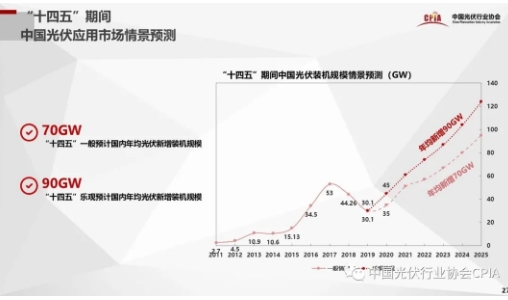 “十四五”期间
中国光伏应用市场情景预测
CPIA
中国光伏行业协会
70GW
“十四五”一般预计国内年均光伏新增装机规模
90GW
“十四五”乐观预计国内年均光伏新增装机规模
“十四五”期间中国光伏装机规模情景预测（GW）
140
120
100
80
60
40
20
0
年均新增90GW
年均新增70GW
2.7
4.5
10.9
10.6
15.13
34.5
53
44.26
30.1
30.1
45
35
2011 2012 2013 2014 2015 2016 2017 2018 2019 2020 2021 2022 2023 2024 2025
中国光伏行业协会CPIA
27